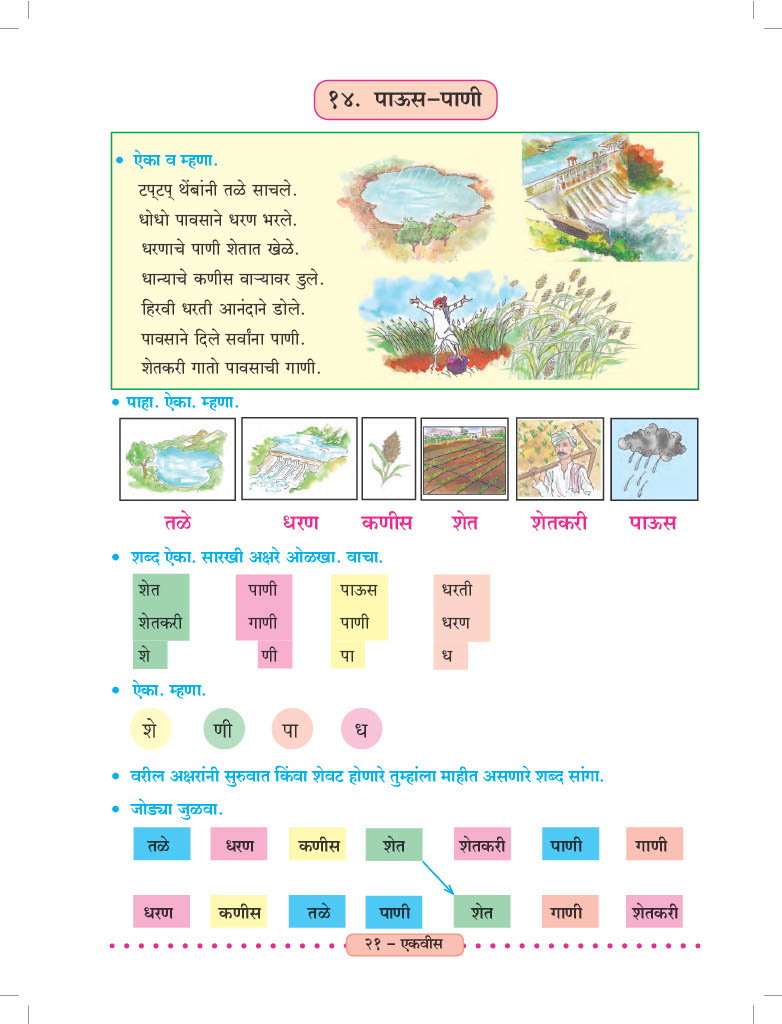 १४. पाऊस–पाणी
• ऐका व म्हणा.
टप्‌टप् थेंबांनी तळे साचले.
धोधो पावसाने धरण भरले.
धरणाचे पाणी शेतात खेळे.
धान्याचे कणीस वाऱ्यावर डुले.
हिरवी धरती आनंदाने डोले.
पावसाने दिले सर्वांना पाणी.
शेतकरी गातो पावसाची गाणी.
• पाहा. ऐका. म्हणा.
तळे धरण कणीस शेत शेतकरी पाऊस
• शब्द ऐका. सारखी अक्षरे ओळखा. वाचा.
शेत पाणी पाऊस धरती
शेतकरी गाणी पाणी धरण
शे णी पा ध
• ऐका. म्हणा.
शे णी पा ध
• वरील अक्षरांनी सुरुवात किंवा शेवट होणारे तुम्हांला माहीत असणारे शब्द सांगा.
• जोड्या जुळवा.
तळे धरण कणीस शेत शेतकरी पाणी गाणी
धरण कणीस तळे पाणी शेत गाणी शेतकरी
२१ – एकवीस